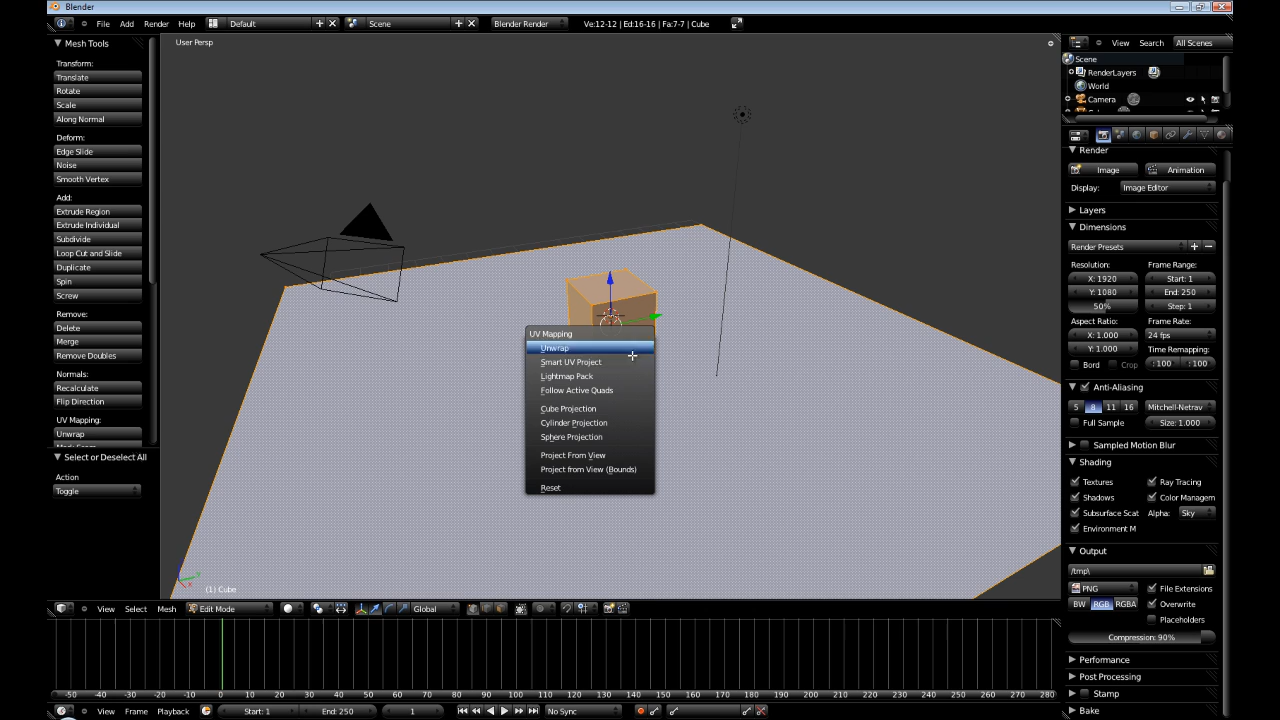 Blender
File Add Render Help Default Scene Blender Render Ve:12-12 | Ed:16-16 | Fa:7-7 | Cube
Mesh Tools
Transform:
Translate
Rotate
Scale
Along Normal
Deform:
Edge Slide
Noise
Smooth Vertex
Add:
Extrude Region
Extrude Individual
Subdivide
Loop Cut and Slide
Duplicate
Spin
Screw
Remove:
Delete
Merge
Remove Doubles
Normals:
Recalculate
Flip Direction
UV Mapping:
Unwrap
Select or Deselect All
Action
Toggle
User Persp
UV Mapping
Unwrap
Smart UV Project
Lightmap Pack
Follow Active Quads
Cube Projection
Cylinder Projection
Sphere Projection
Project From View
Project from View (Bounds)
Reset
(1) Cube
View Select Mesh Edit Mode Global
-50 -40 -30 -20 -10 0 10 20 30 40 50 60 70 80 90 100 110 120 130 140 150 160 170 180 190 200 210 220 230 240 250 260 270 280
View Frame Playback Start: 1 End: 250 1 No Sync
View Search All Scenes
Scene
RenderLayers
World
Camera
Render
Image Animation
Display: Image Editor
Layers
Dimensions
Render Presets
Resolution: Frame Range:
X: 1920 Start: 1
Y: 1080 End: 250
50% Step: 1
Aspect Ratio: Frame Rate:
X: 1.000 24 fps
Y: 1.000 Time Remapping:
Bord Crop : 100 : 100
Anti-Aliasing
5 8 11 16 Mitchell-Netrav
Full Sample Size: 1.000
Sampled Motion Blur
Shading
Textures Ray Tracing
Shadows Color Managem
Subsurface Scat Alpha: Sky
Environment M
Output
/tmp\
PNG File Extensions
BW RGB RGBA Overwrite
Placeholders
Compression: 90%
Performance
Post Processing
Stamp
Bake